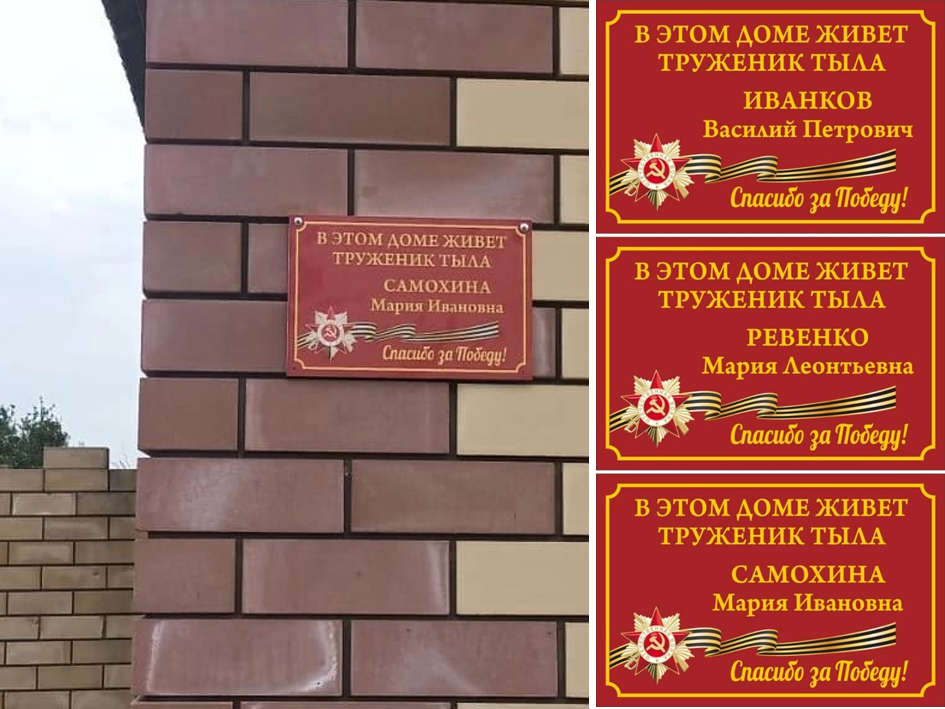 В ЭТОМ ДОМЕ ЖИВЕТ
ТРУЖЕНИК ТЫЛА
САМОХИНА
Мария Ивановна
Спасибо за Победу!
В ЭТОМ ДОМЕ ЖИВЕТ
ТРУЖЕНИК ТЫЛА
ИВАНКОВ
Василий Петрович
Спасибо за Победу!
В ЭТОМ ДОМЕ ЖИВЕТ
ТРУЖЕНИК ТЫЛА
РЕВЕНКО
Мария Леонтьевна
Спасибо за Победу!
В ЭТОМ ДОМЕ ЖИВЕТ
ТРУЖЕНИК ТЫЛА
САМОХИНА
Мария Ивановна
Спасибо за Победу!